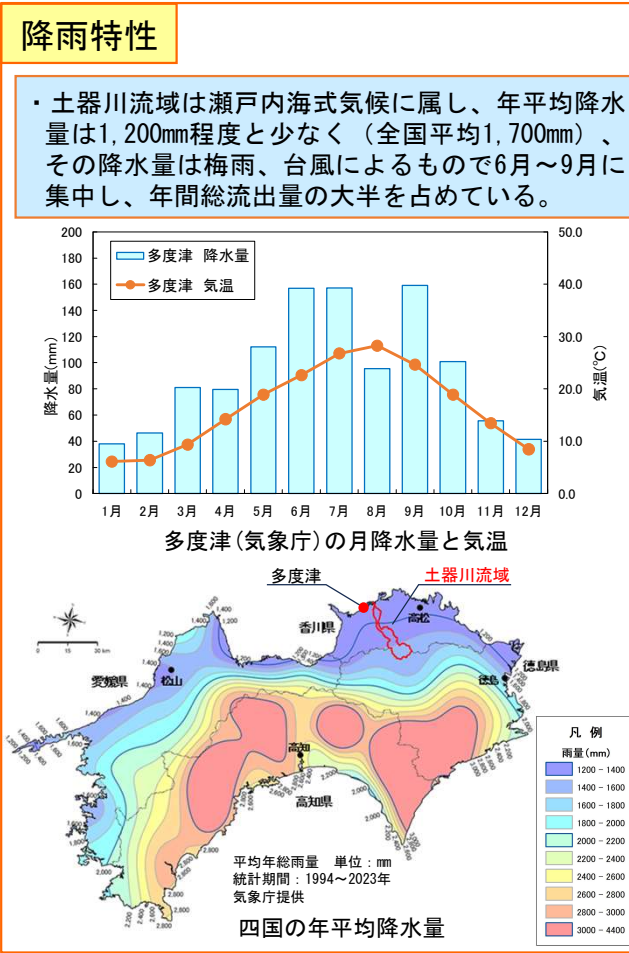 降雨特性
・土器川流域は瀬戸内海式気候に属し、年平均降水
量は1,200mm程度と少なく（全国平均1,700mm）、
その降水量は梅雨、台風によるもので6月～9月に
集中し、年間総流出量の大半を占めている。
200
180
160
140
120
100
80
60
40
20
0
降水量(mm)
多度津 降水量
多度津 気温
50.0
40.0
30.0
20.0
10.0
0.0
気温(℃)
1月 2月 3月 4月 5月 6月 7月 8月 9月 10月 11月 12月
多度津(気象庁)の月降水量と気温
多度津
土器川流域
香川県
高松
愛媛県
松山
徳島県
徳島
高知
高知県
0 15 30 km
平均年総雨量 単位：mm
統計期間：1994～2023年
気象庁提供
四国の年平均降水量
凡 例
雨量(mm)
1200 - 1400
1400 - 1600
1600 - 1800
1800 - 2000
2000 - 2200
2200 - 2400
2400 - 2600
2600 - 2800
2800 - 3000
3000 - 4400